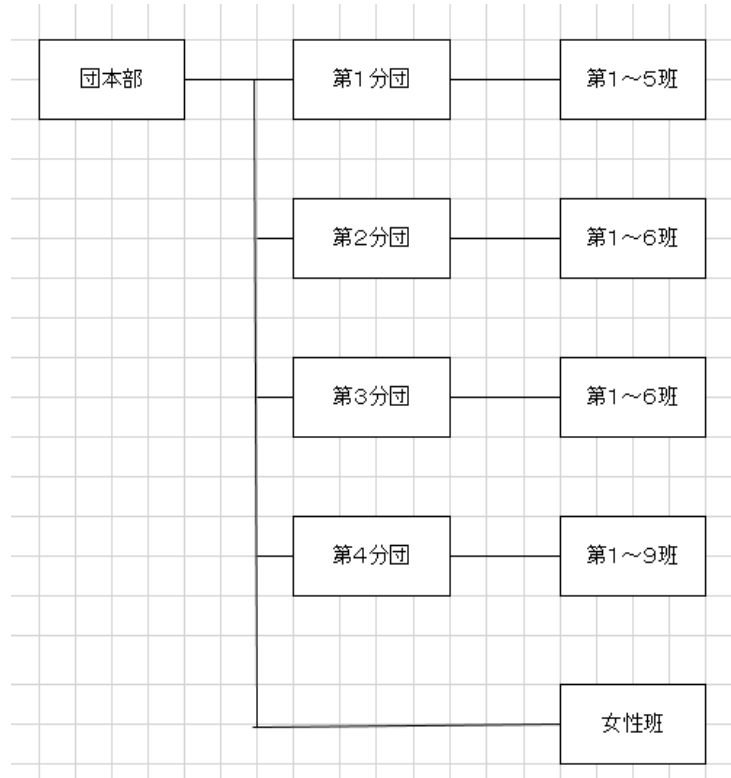 団本部
第1分団
第1～5班
第2分団
第1～6班
第3分団
第1～6班
第4分団
第1～9班
女性班